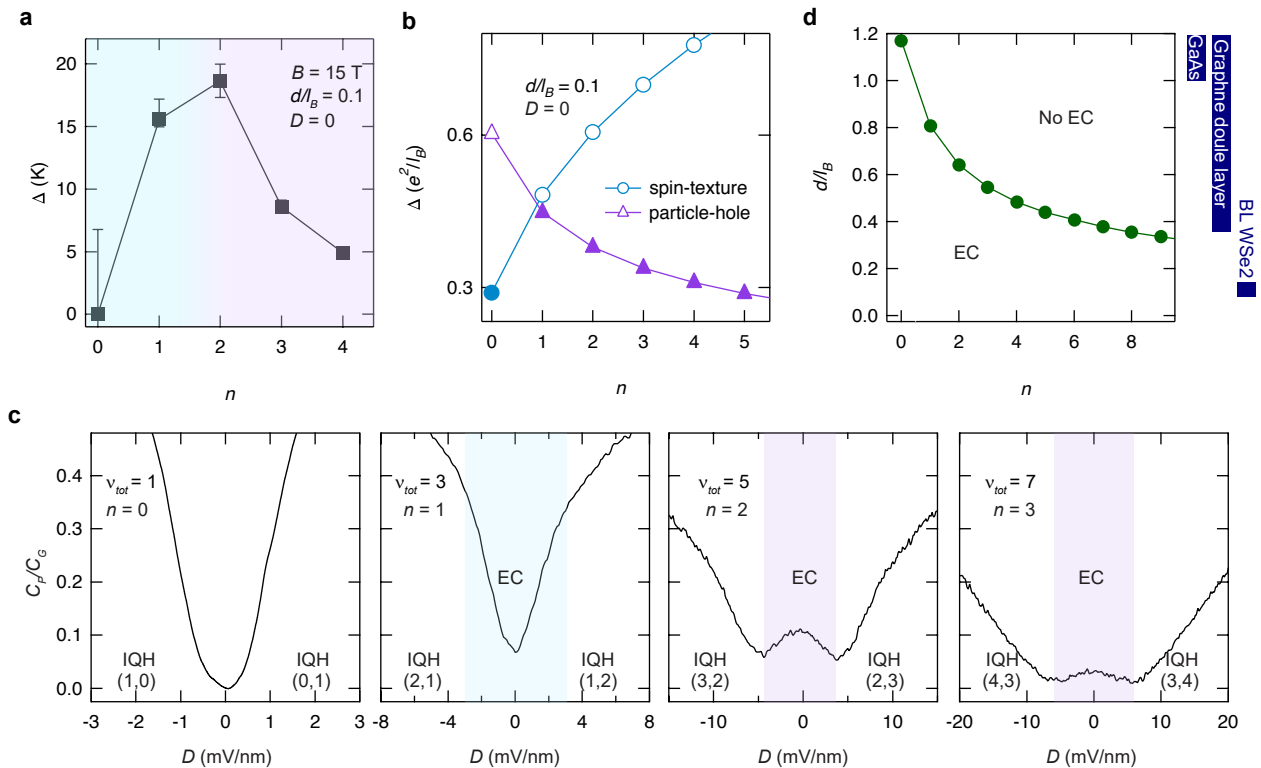 a
20
15
10
5
0
Δ (K)
B = 15 T
d/l_B = 0.1
D = 0
0 1 2 3 4
n
b
0.6
0.3
Δ (e²/l_B)
d/l_B = 0.1
D = 0
spin-texture
particle-hole
0 1 2 3 4 5
n
d
1.2
1.0
0.8
0.6
0.4
0.2
0.0
d/l_B
No EC
EC
0 2 4 6 8
n
GaAs
Graphne doule layer
BL WSe2
c
0.4
0.3
0.2
0.1
0.0
C_P/C_G
ν_tot = 1
n = 0
IQH
(1,0)
IQH
(0,1)
-3 -2 -1 0 1 2 3
D (mV/nm)
ν_tot = 3
n = 1
EC
IQH
(2,1)
IQH
(1,2)
-8 -4 0 4 8
D (mV/nm)
ν_tot = 5
n = 2
EC
IQH
(3,2)
IQH
(2,3)
-10 0 10
D (mV/nm)
ν_tot = 7
n = 3
EC
IQH
(4,3)
IQH
(3,4)
-20 -10 0 10 20
D (mV/nm)